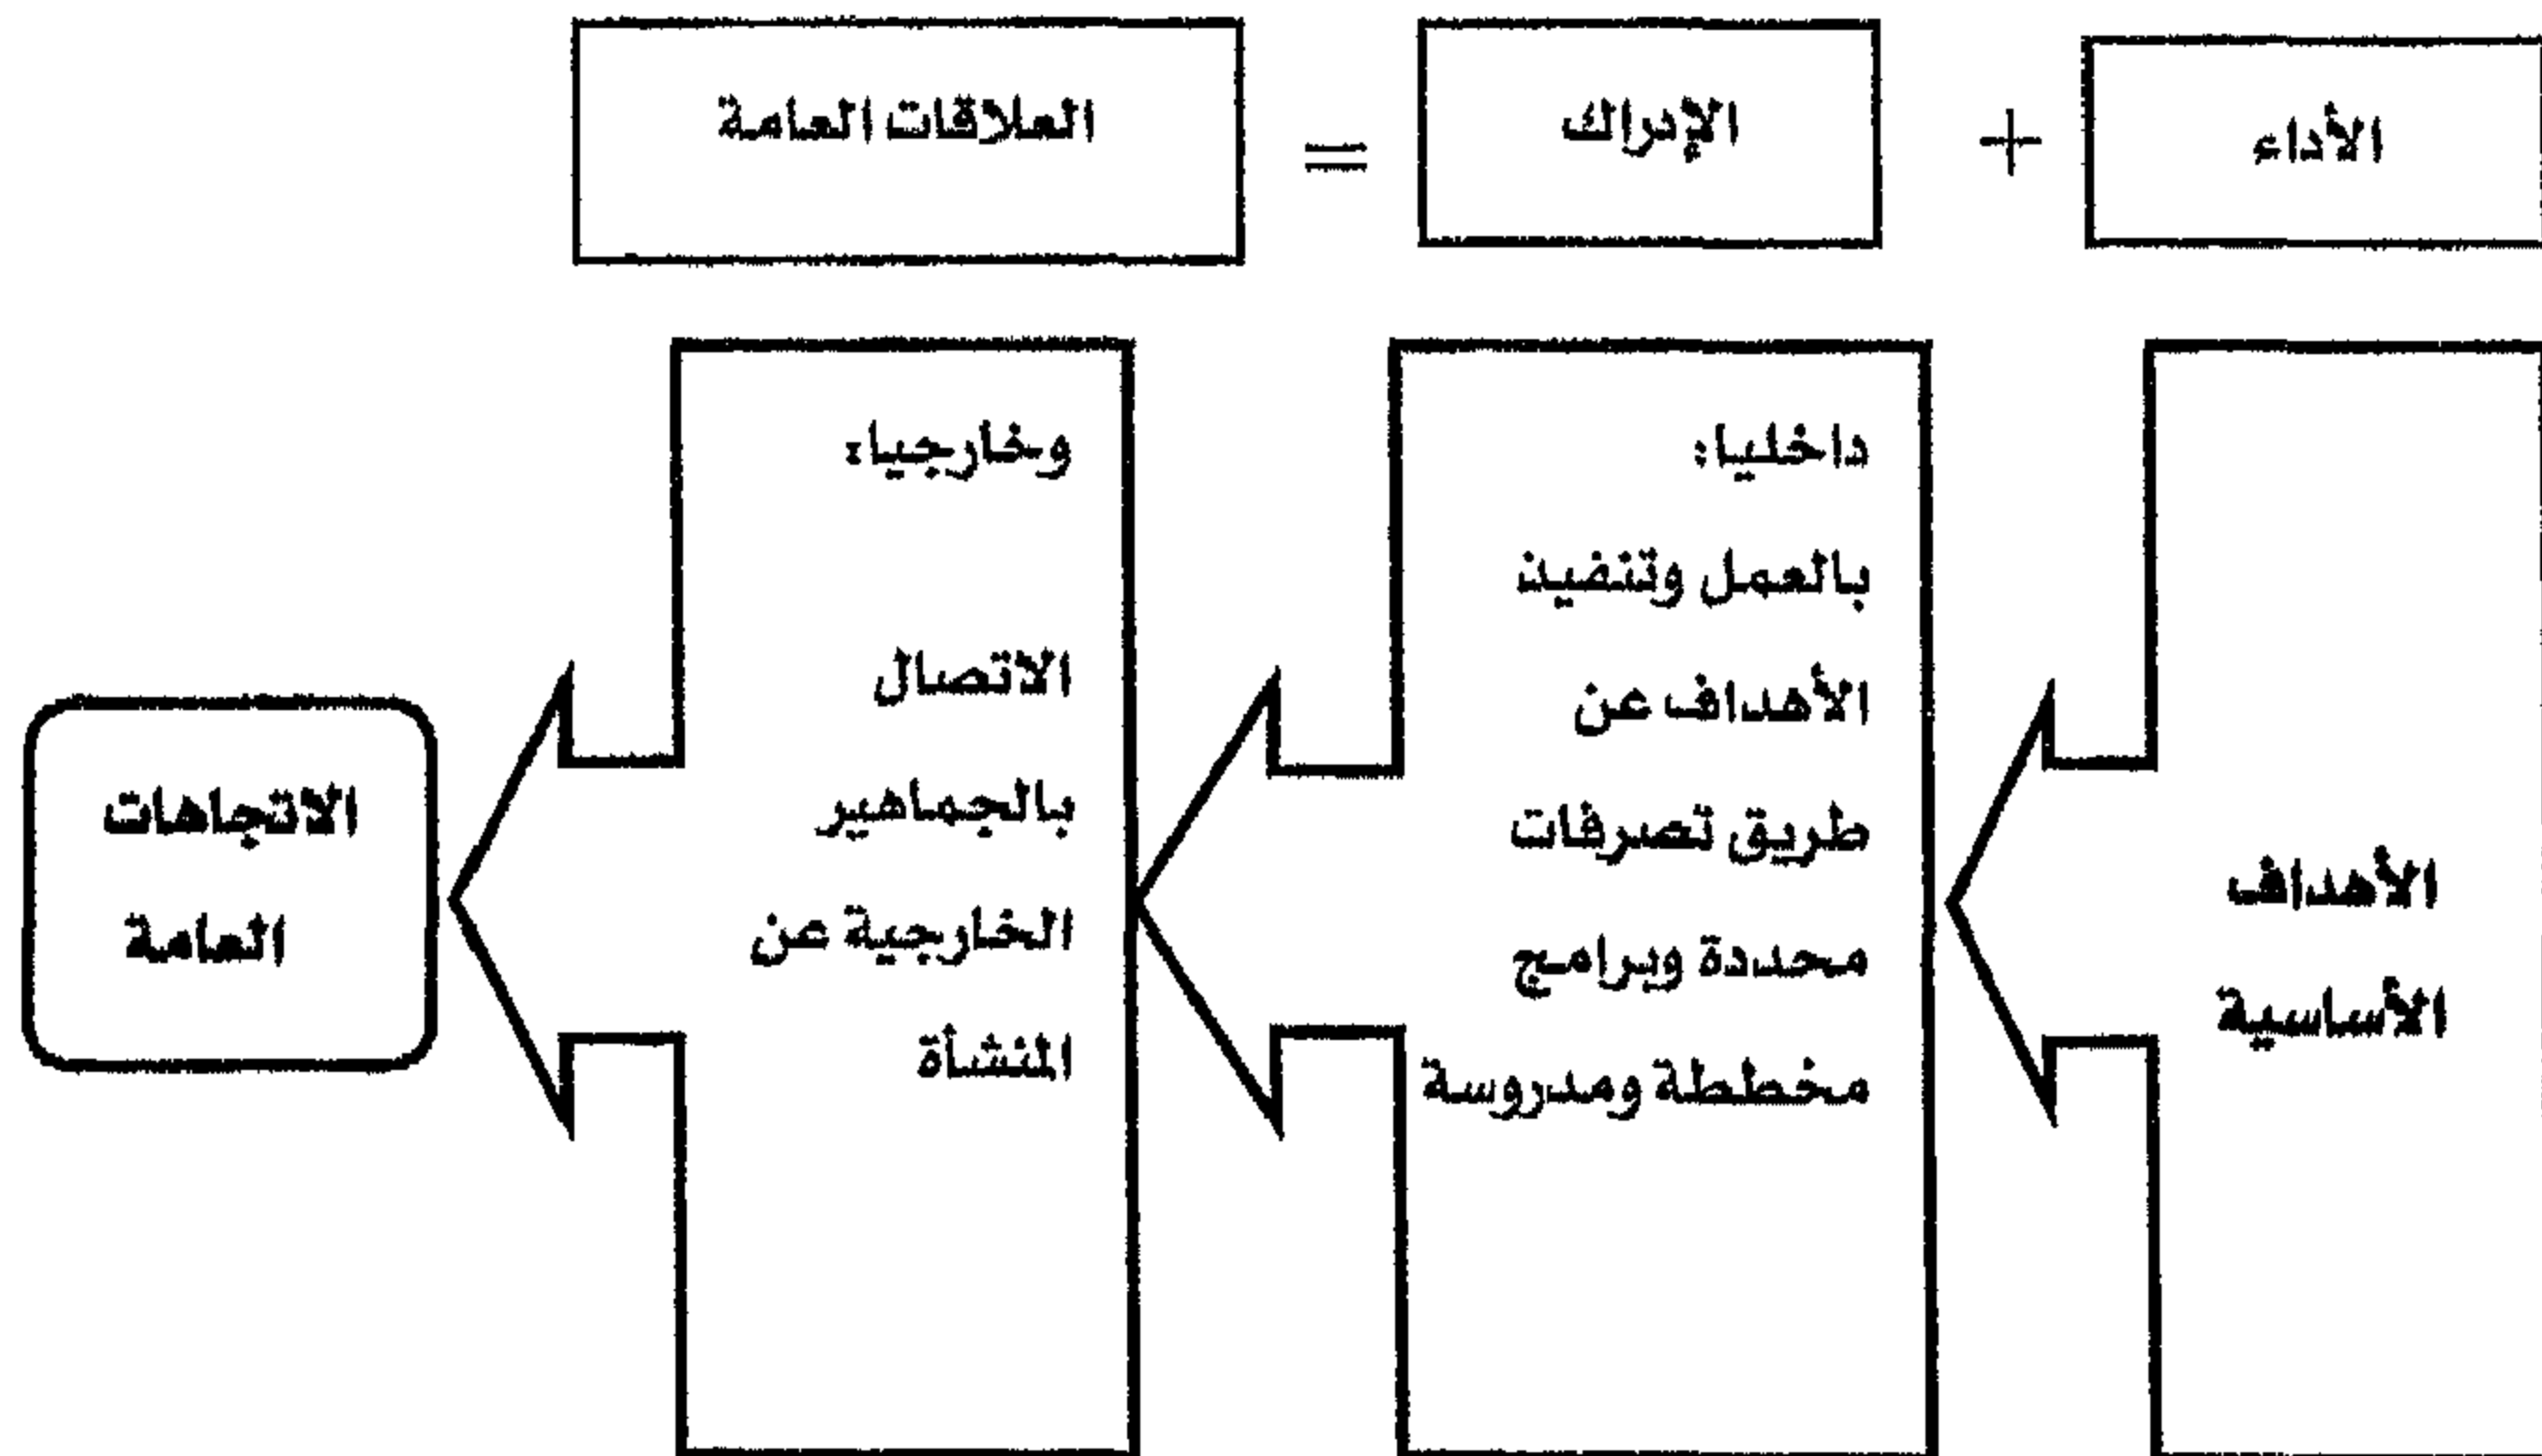 الأداء + الإدراك = العلاقات العامة
الأهداف
الأساسية
داخليا:
بالعمل وتنفيذ
الأهداف عن
طريق تصرفات
محددة وبرامج
مخططة ومدروسة
وخارجيا:
الاتصال
بالجماهير
الخارجية عن
المنشأة
الاتجاهات
العامة